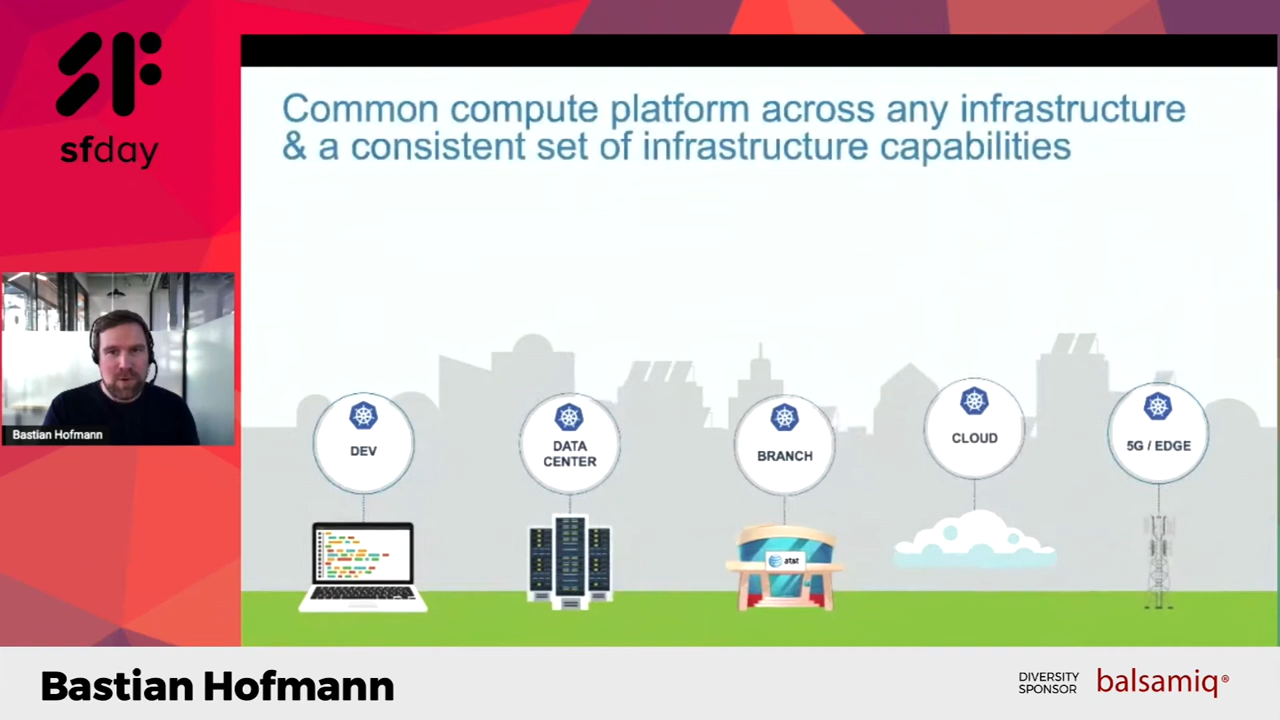 sfday
Common compute platform across any infrastructure
& a consistent set of infrastructure capabilities
DEV
DATA
CENTER
BRANCH
CLOUD
5G / EDGE
at&t
Bastian Hofmann
Bastian Hofmann
DIVERSITY
SPONSOR
balsamiq®